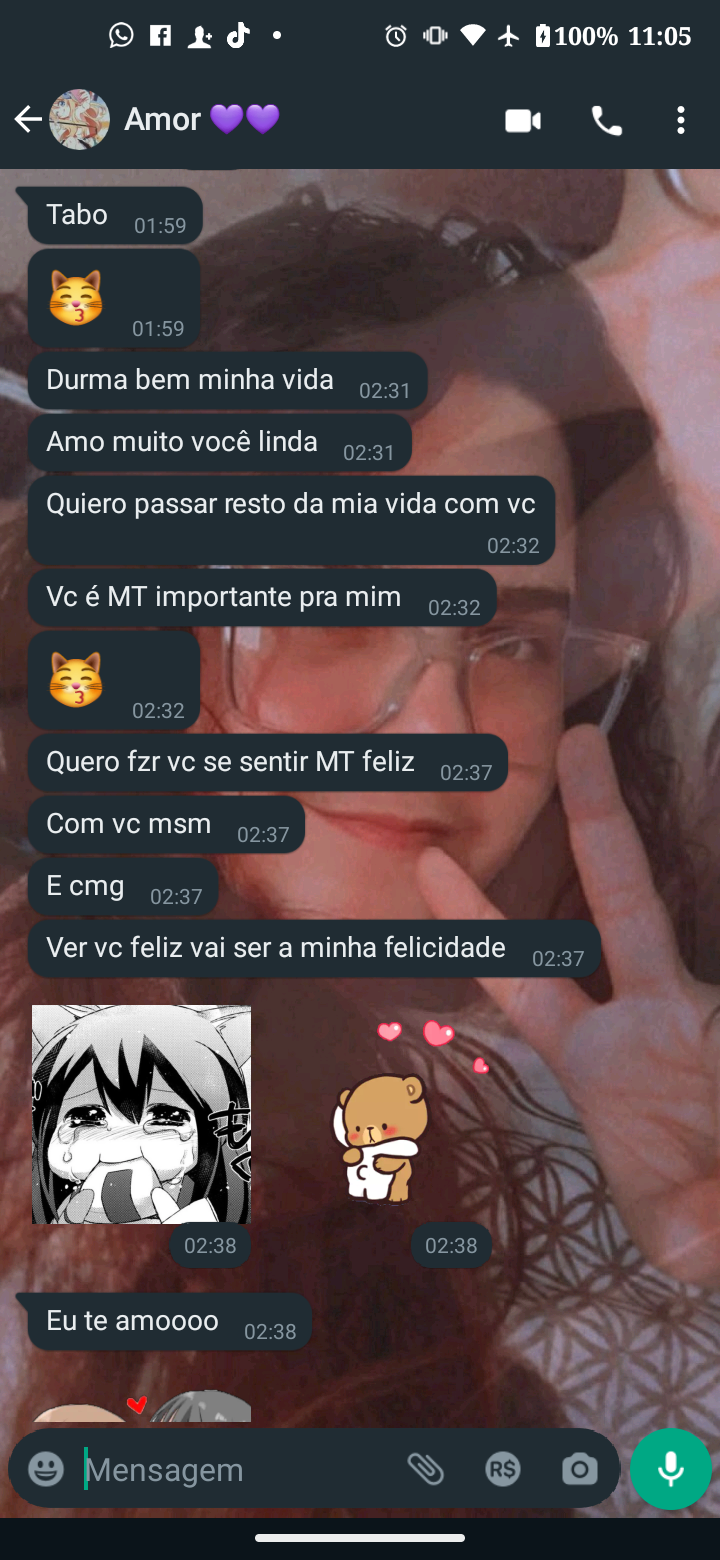 100% 11:05
Amor 💜💜
Tabo 01:59
😽
01:59
Durma bem minha vida 02:31
Amo muito você linda 02:31
Quiero passar resto da mia vida com vc
02:32
Vc é MT importante pra mim 02:32
😽
02:32
Quero fzr vc se sentir MT feliz 02:37
Com vc msm 02:37
E cmg 02:37
Ver vc feliz vai ser a minha felicidade 02:37
02:38 02:38
Eu te amoooo 02:38
Mensagem R$